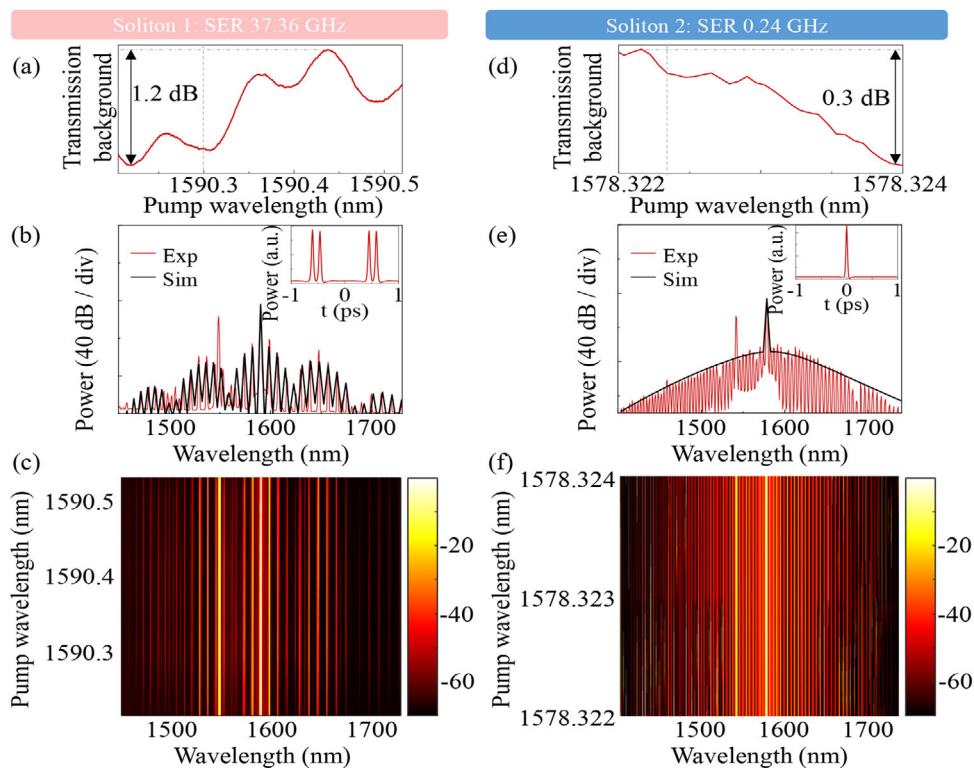 Soliton 1: SER 37.36 GHz
Soliton 2: SER 0.24 GHz
(a)
Transmission
background
1.2 dB
1590.3
1590.4
1590.5
Pump wavelength (nm)
(d)
Transmission
background
0.3 dB
1578.322
1578.324
Pump wavelength (nm)
(b)
Power (40 dB / div)
Exp
Sim
Power (a.u.)
-1
0
1
t (ps)
1500
1600
1700
Wavelength (nm)
(e)
Power (40 dB / div)
Exp
Sim
Power (a.u.)
-1
0
1
t (ps)
1500
1600
1700
Wavelength (nm)
(c)
Pump wavelength (nm)
1590.5
1590.4
1590.3
1500
1600
1700
Wavelength (nm)
-20
-40
-60
(f)
Pump wavelength (nm)
1578.324
1578.323
1578.322
1500
1600
1700
Wavelength (nm)
-20
-40
-60